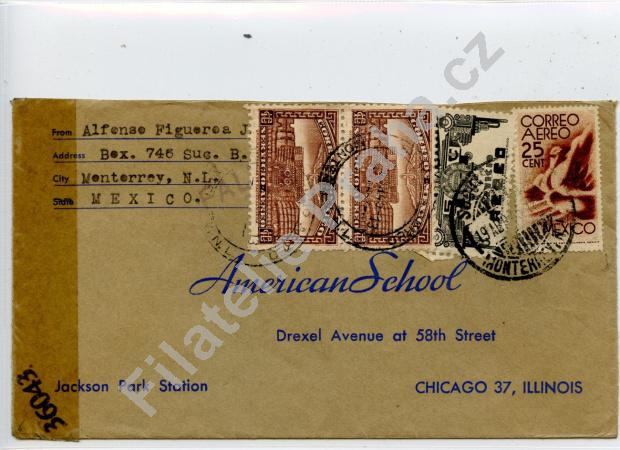 From Alfonso Figueroa J.
Address Box. 746 Suc. B.
City Monterrey, N.L.
State MEXICO.
CORREO
AEREO
25
CENT
MEXICO
MONTERREY
American School
Drexel Avenue at 58th Street
Jackson Park Station
CHICAGO 37, ILLINOIS
36043.
Filatelie Praha.cz